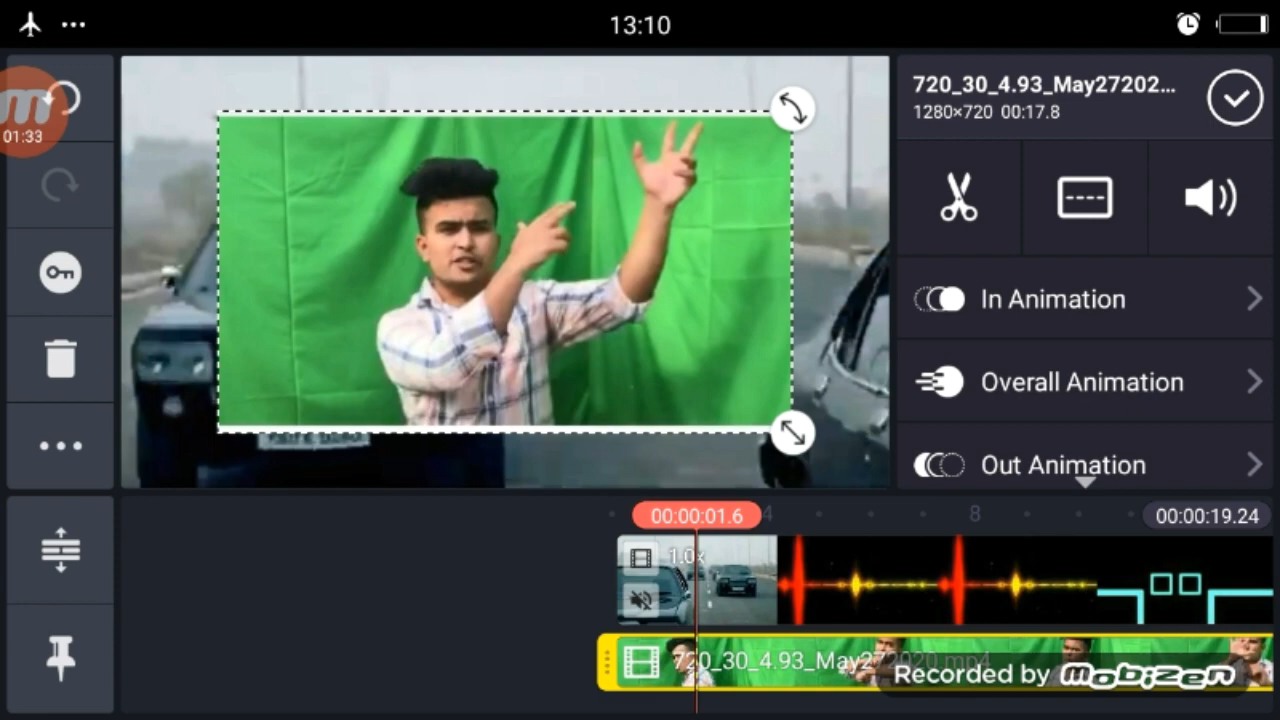 13:10
01:33
720_30_4.93_May27202...
1280×720 00:17.8
In Animation
Overall Animation
Out Animation
00:00:01.6
4
8
00:00:19.24
1.0x
720_30_4.93_May272020.mp4
Recorded by mobizen